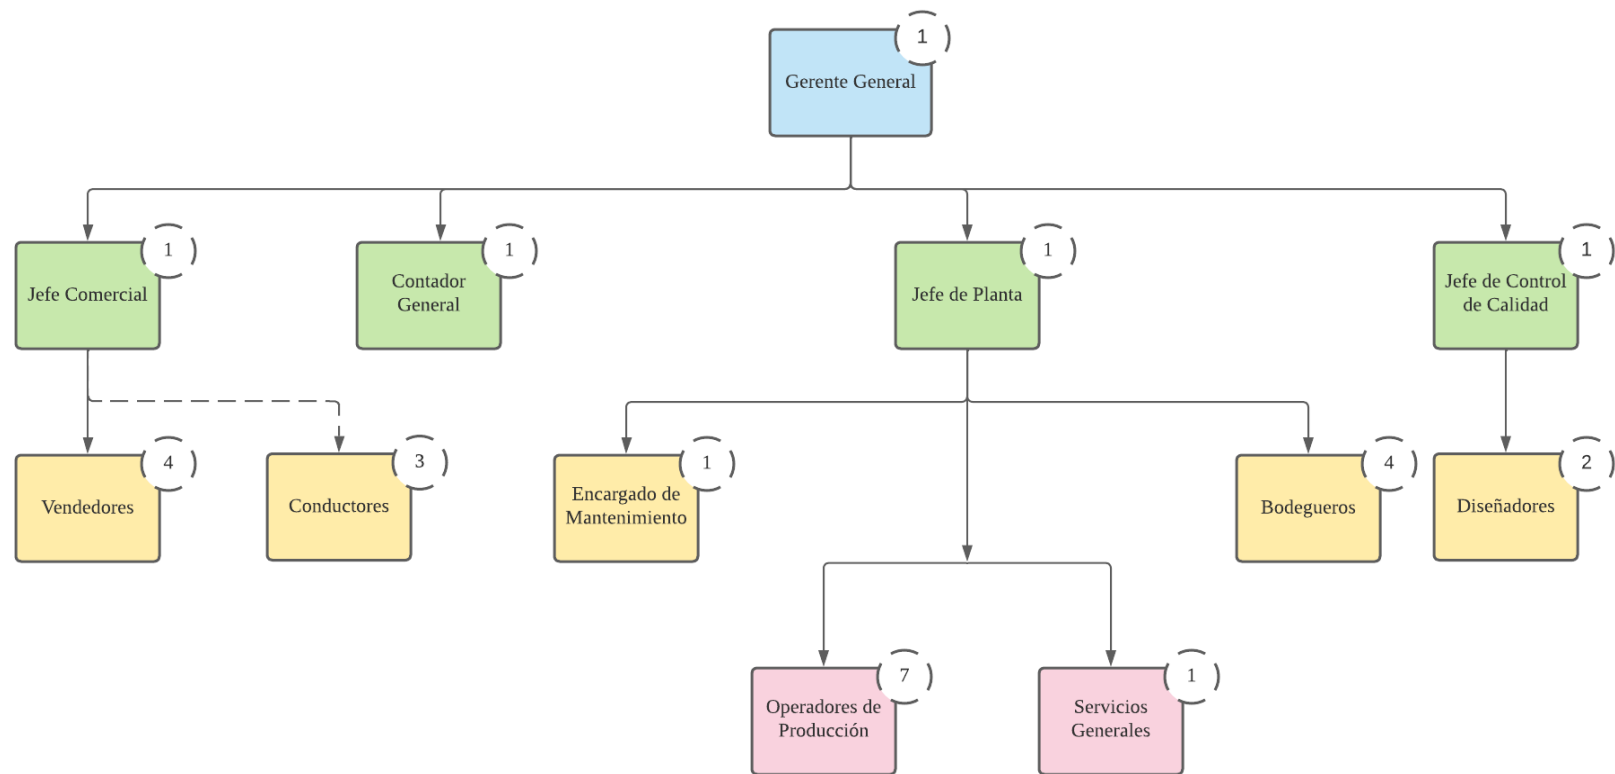 1
Gerente General
1
Jefe Comercial
1
Contador
General
1
Jefe de Planta
1
Jefe de Control
de Calidad
4
Vendedores
3
Conductores
1
Encargado de
Mantenimiento
4
Bodegueros
2
Diseñadores
7
Operadores de
Producción
1
Servicios
Generales